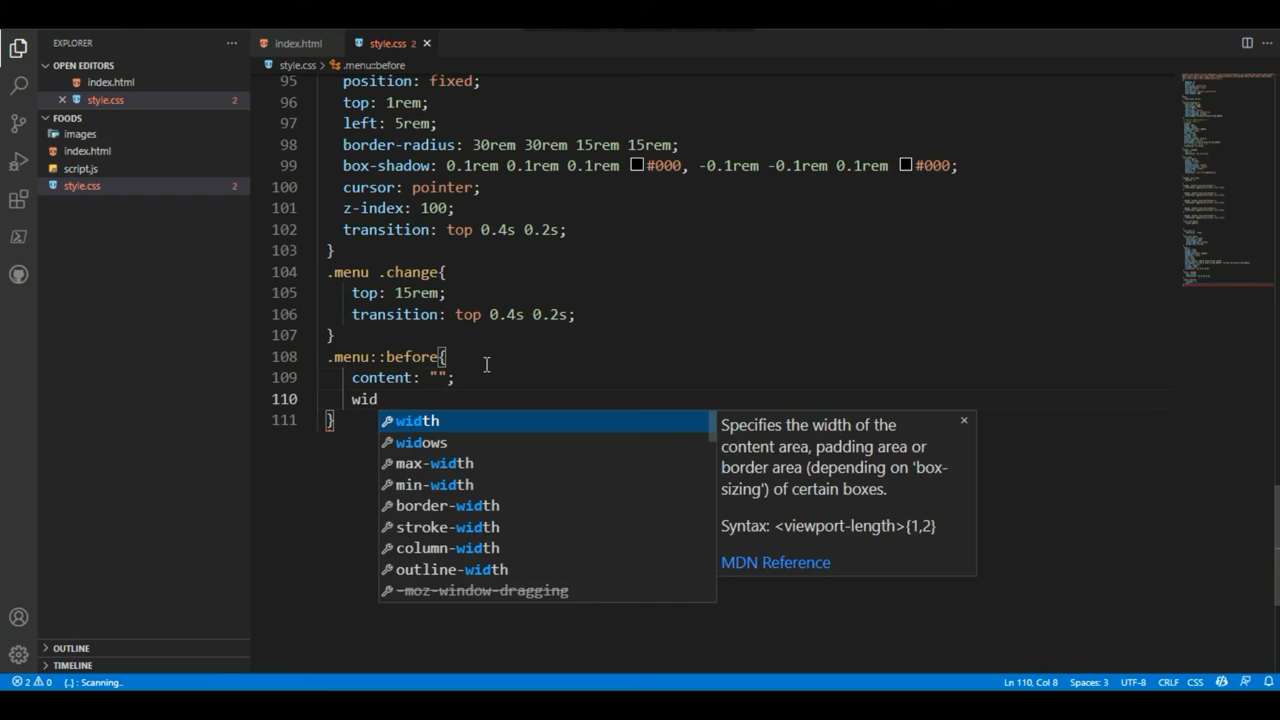 EXPLORER
···
index.html
style.css 2
···
OPEN EDITORS
style.css > .menu::before
index.html
style.css 2
FOODS
images
index.html
script.js
style.css 2
95 position: fixed;
96 top: 1rem;
97 left: 5rem;
98 border-radius: 30rem 30rem 15rem 15rem;
99 box-shadow: 0.1rem 0.1rem 0.1rem #000, -0.1rem -0.1rem 0.1rem #000;
100 cursor: pointer;
101 z-index: 100;
102 transition: top 0.4s 0.2s;
103 }
104 .menu .change{
105 top: 15rem;
106 transition: top 0.4s 0.2s;
107 }
108 .menu::before{
109 content: "";
110 wid
111 }
width
widows
max-width
min-width
border-width
stroke-width
column-width
outline-width
-moz-window-dragging
Specifies the width of the
content area, padding area or
border area (depending on 'box-
sizing') of certain boxes.
Syntax: <viewport-length>{1,2}
MDN Reference
OUTLINE
TIMELINE
2 0 {..} : Scanning.. Ln 110, Col 8 Spaces: 3 UTF-8 CRLF CSS